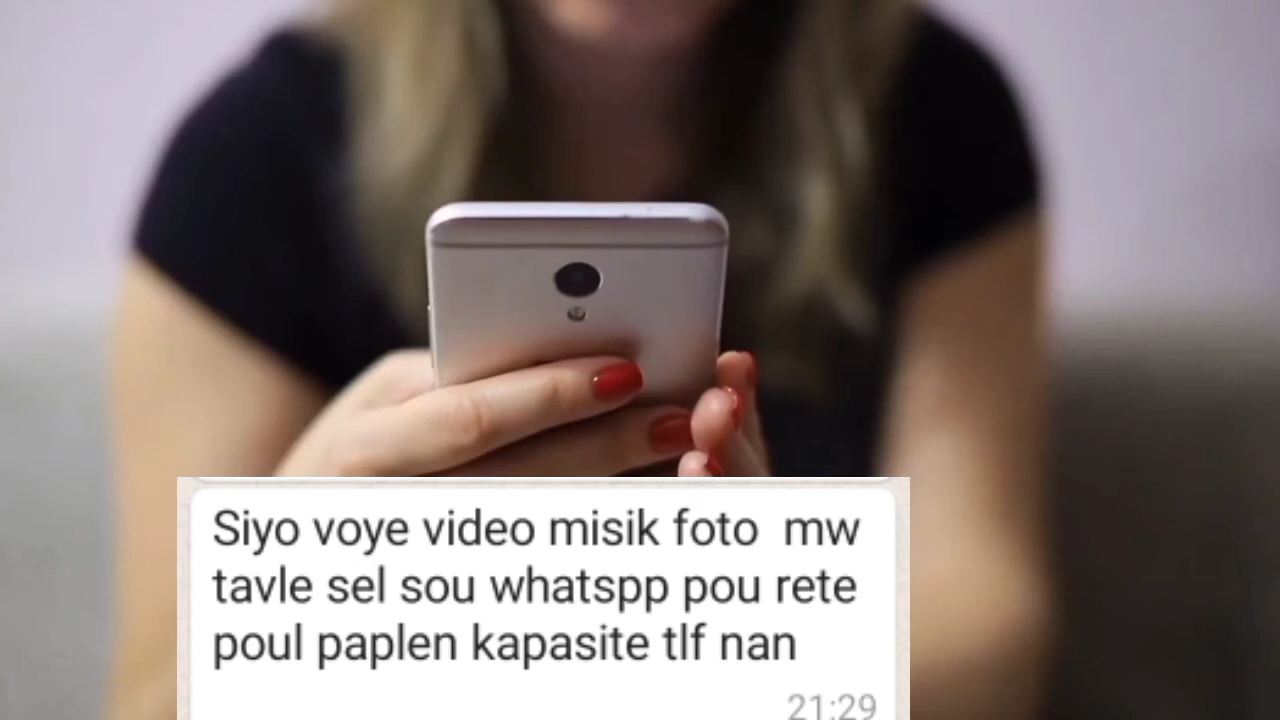 Siyo voye video misik foto  mw
tavle sel sou whatspp pou rete
poul paplen kapasite tlf nan
21:29